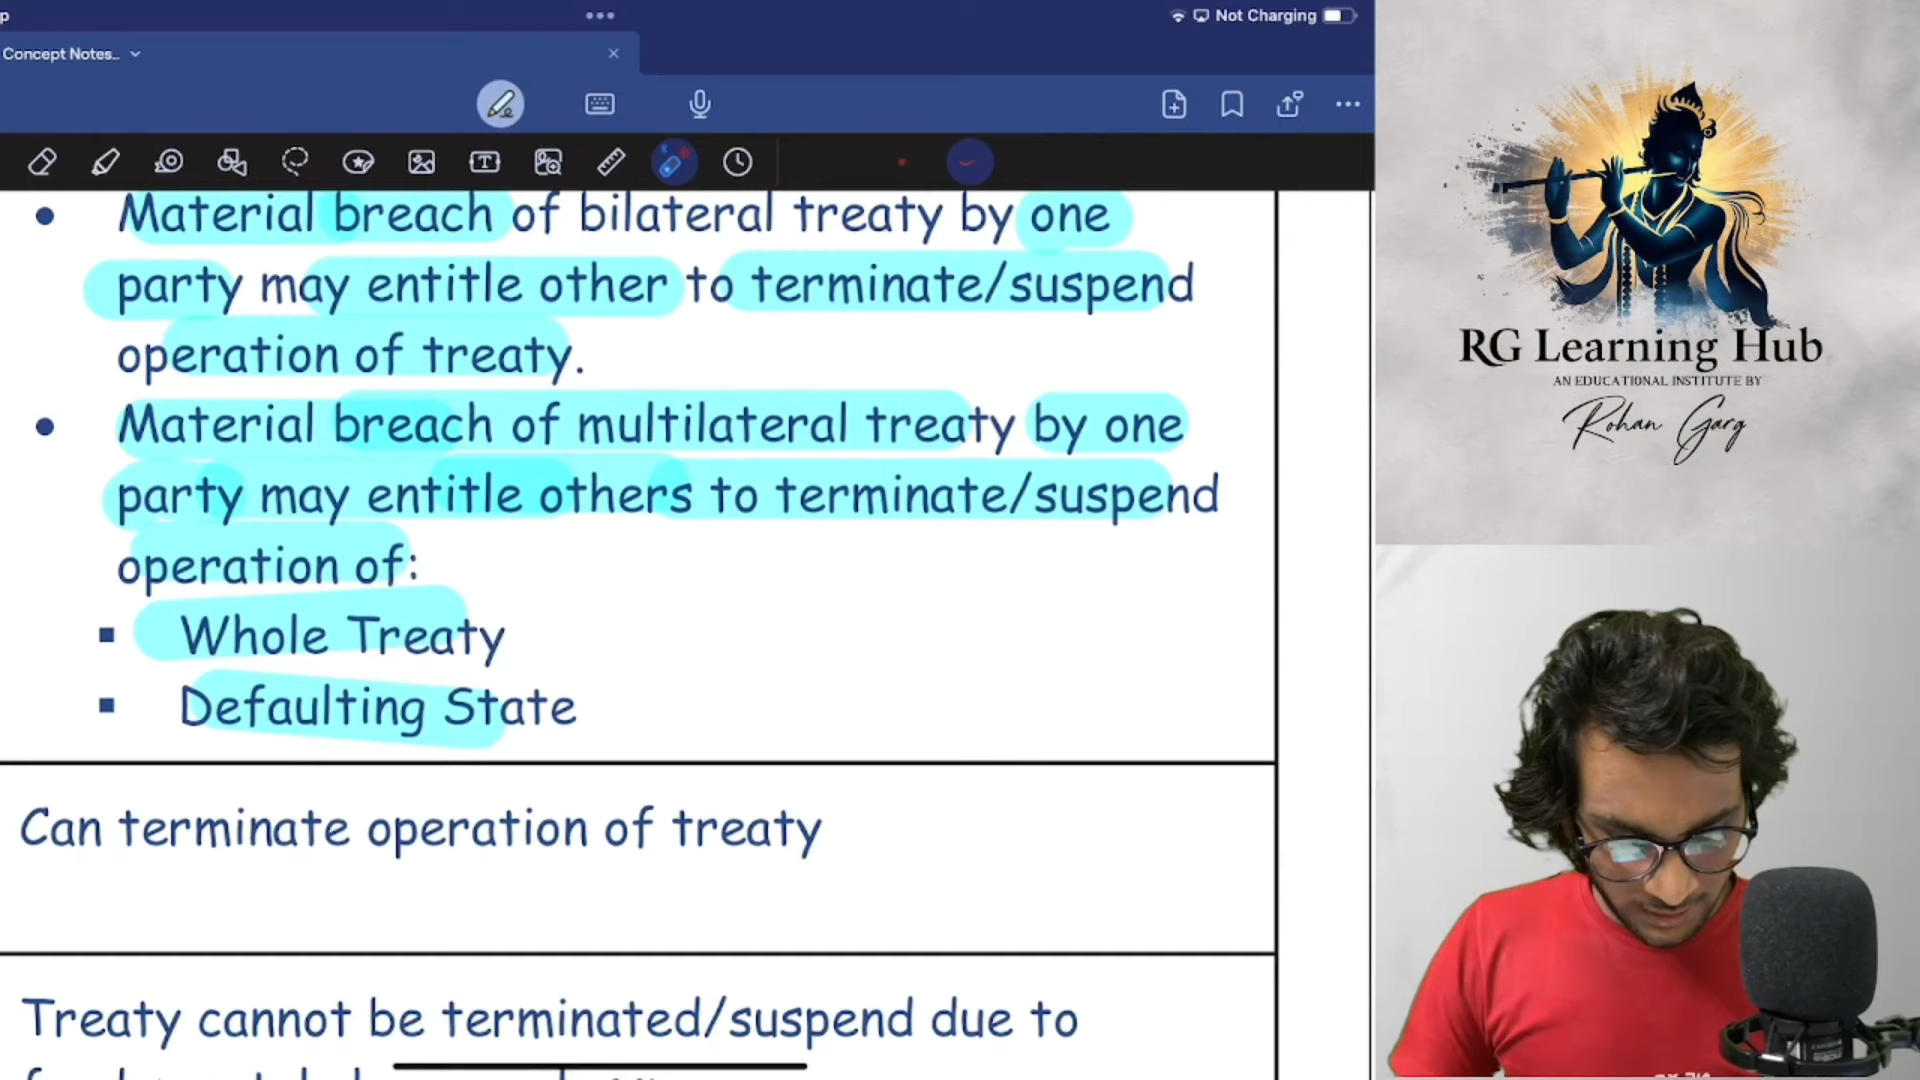 p
Not Charging
Concept Notes..
Material breach of bilateral treaty by one
party may entitle other to terminate/suspend
operation of treaty.
Material breach of multilateral treaty by one
party may entitle others to terminate/suspend
operation of:
Whole Treaty
Defaulting State
Can terminate operation of treaty
Treaty cannot be terminated/suspend due to
RG Learning Hub
AN EDUCATIONAL INSTITUTE BY
Rohan Garg